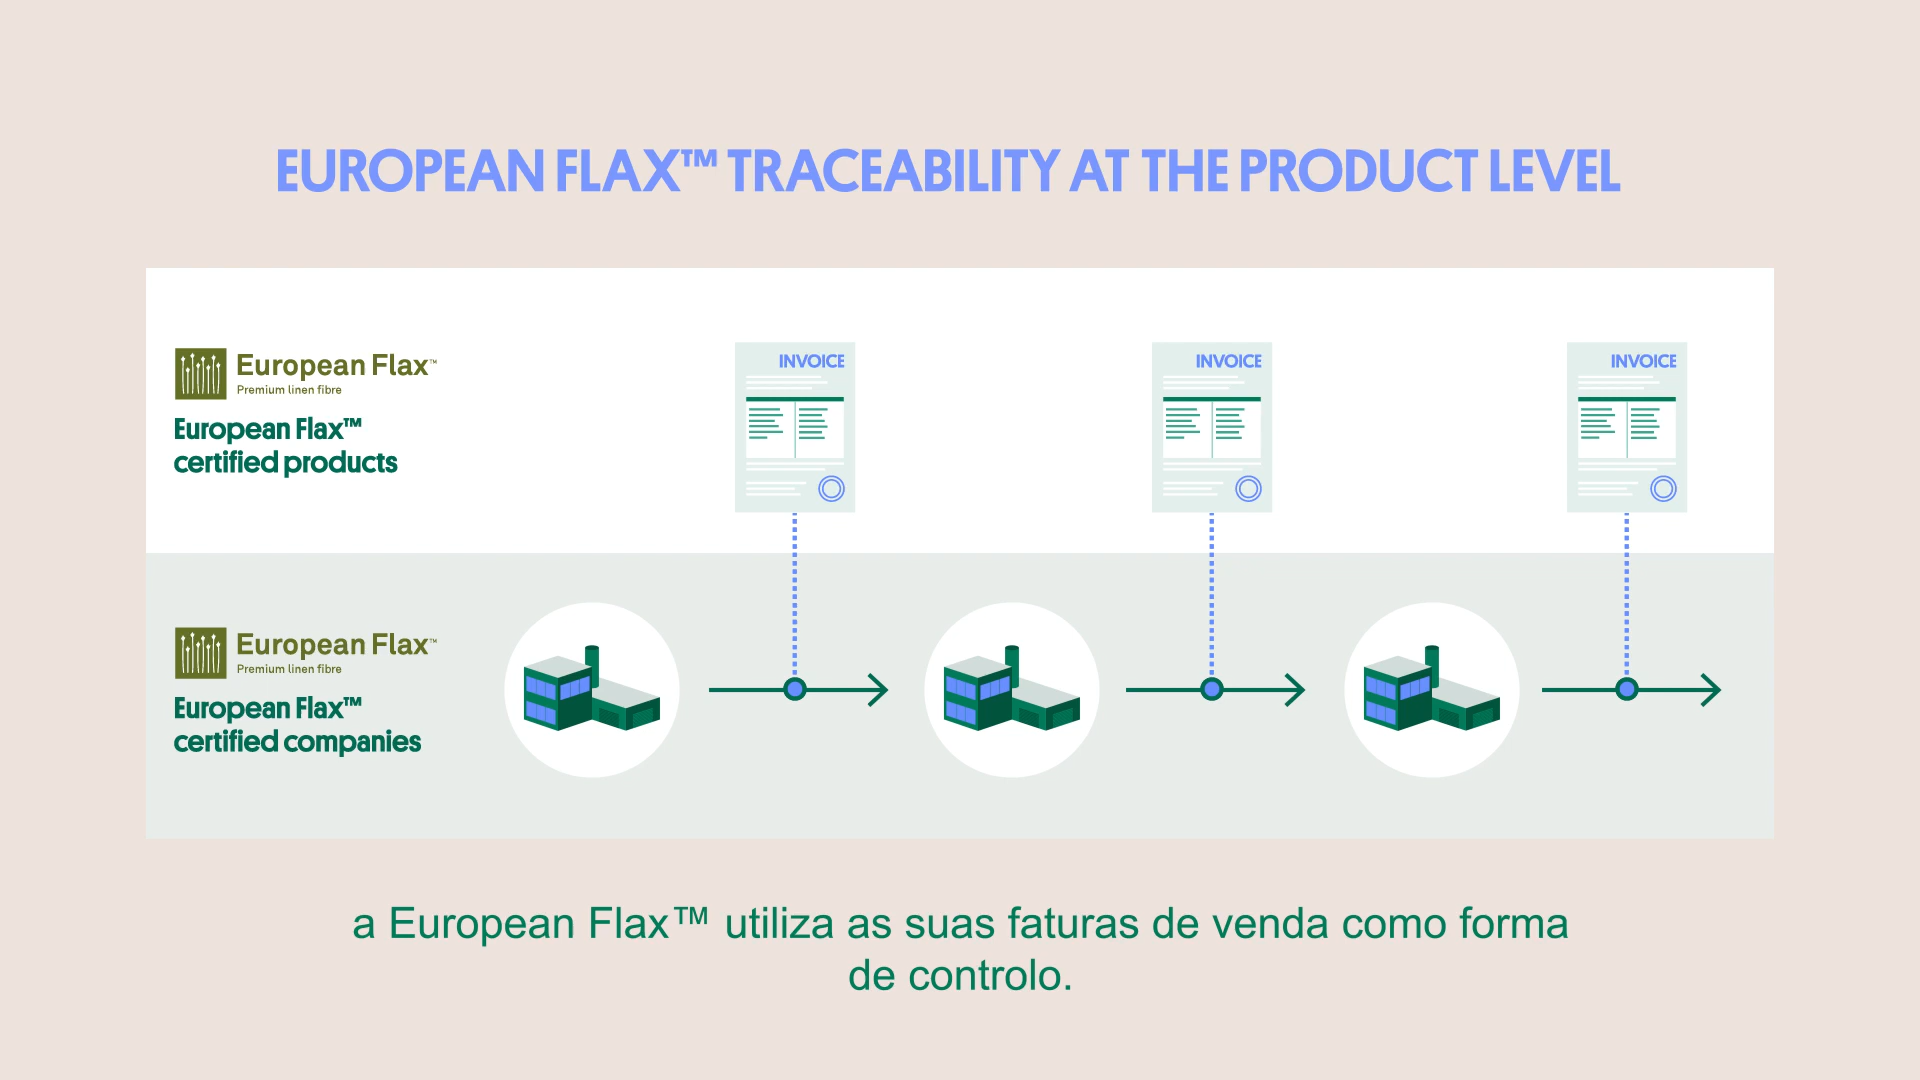 EUROPEAN FLAX™ TRACEABILITY AT THE PRODUCT LEVEL
European Flax™
Premium linen fibre
European Flax™
certified products
INVOICE
INVOICE
INVOICE
European Flax™
Premium linen fibre
European Flax™
certified companies
a European Flax™ utiliza as suas faturas de venda como forma
de controlo.